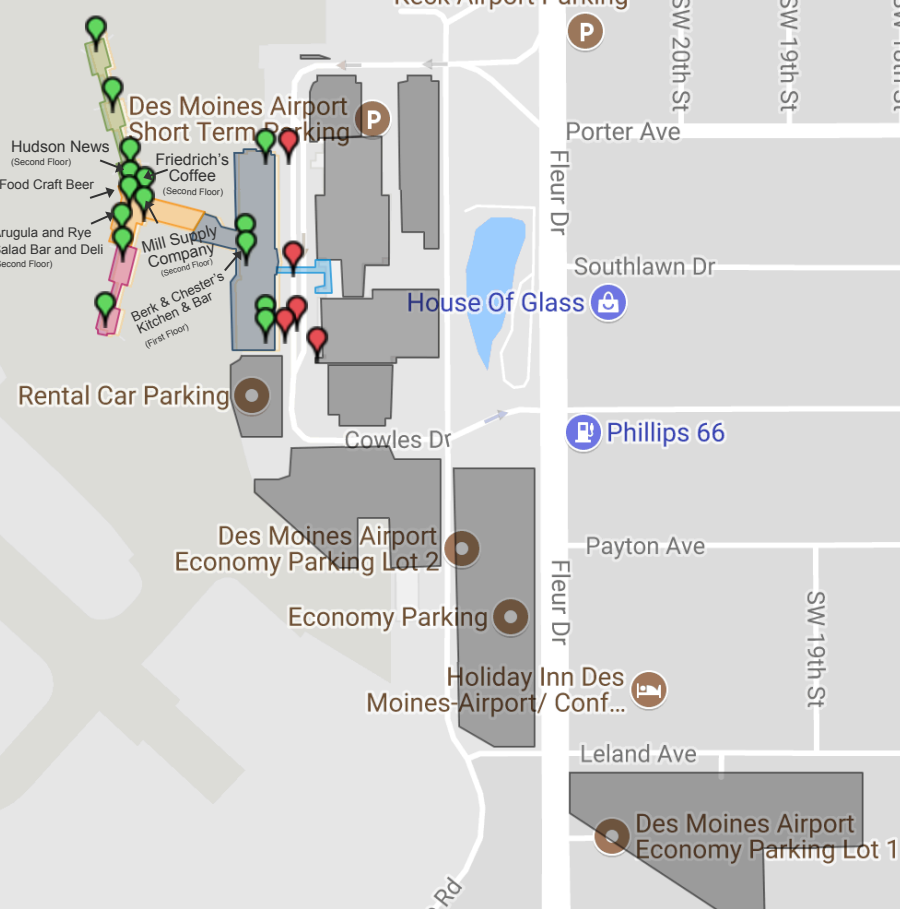 Airport Parking
P
SW 20th St
SW 19th St
Des Moines Airport
Short Term Parking
P
Porter Ave
Hudson News
(Second Floor)
Friedrich's
Coffee
(Second Floor)
Food Craft Beer
Fleur Dr
Arugula and Rye
Salad Bar and Deli
(Second Floor)
Mill Supply
Company
(Second Floor)
Southlawn Dr
Berk & Chester's
Kitchen & Bar
(First Floor)
House Of Glass
Rental Car Parking
Cowles Dr
Phillips 66
Des Moines Airport
Economy Parking Lot 2
Payton Ave
Fleur Dr
SW 19th St
Economy Parking
Holiday Inn Des
Moines-Airport/ Conf...
Leland Ave
Des Moines Airport
Economy Parking Lot 1
Rd